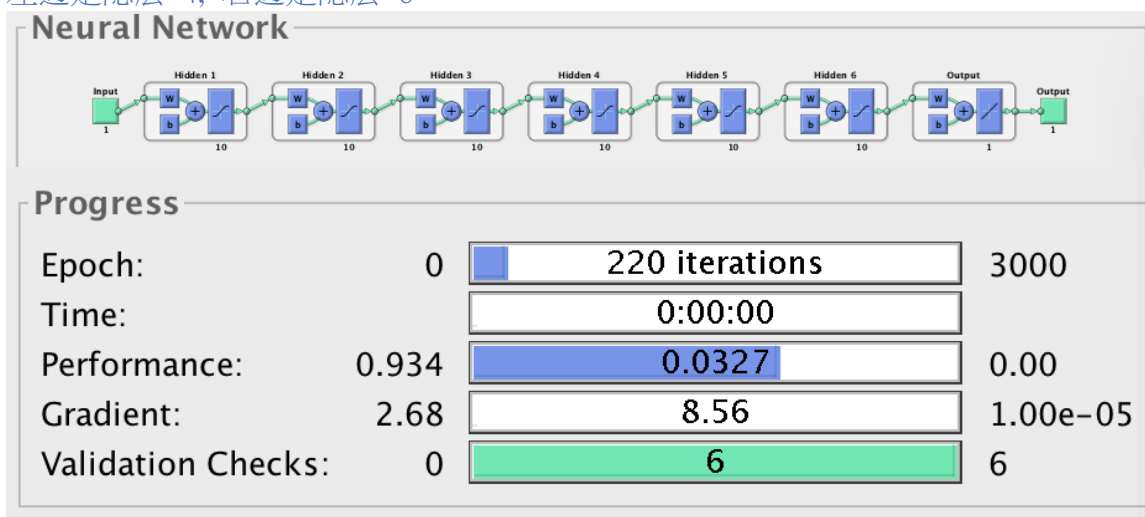 Neural Network
Hidden 1 Hidden 2 Hidden 3 Hidden 4 Hidden 5 Hidden 6 Output
Input Output
W W W W W W W
+ + + + + + +
b b b b b b b
1 1
10 10 10 10 10 10 1
Progress
Epoch: 0 220 iterations 3000
Time: 0:00:00
Performance: 0.934 0.0327 0.00
Gradient: 2.68 8.56 1.00e-05
Validation Checks: 0 6 6